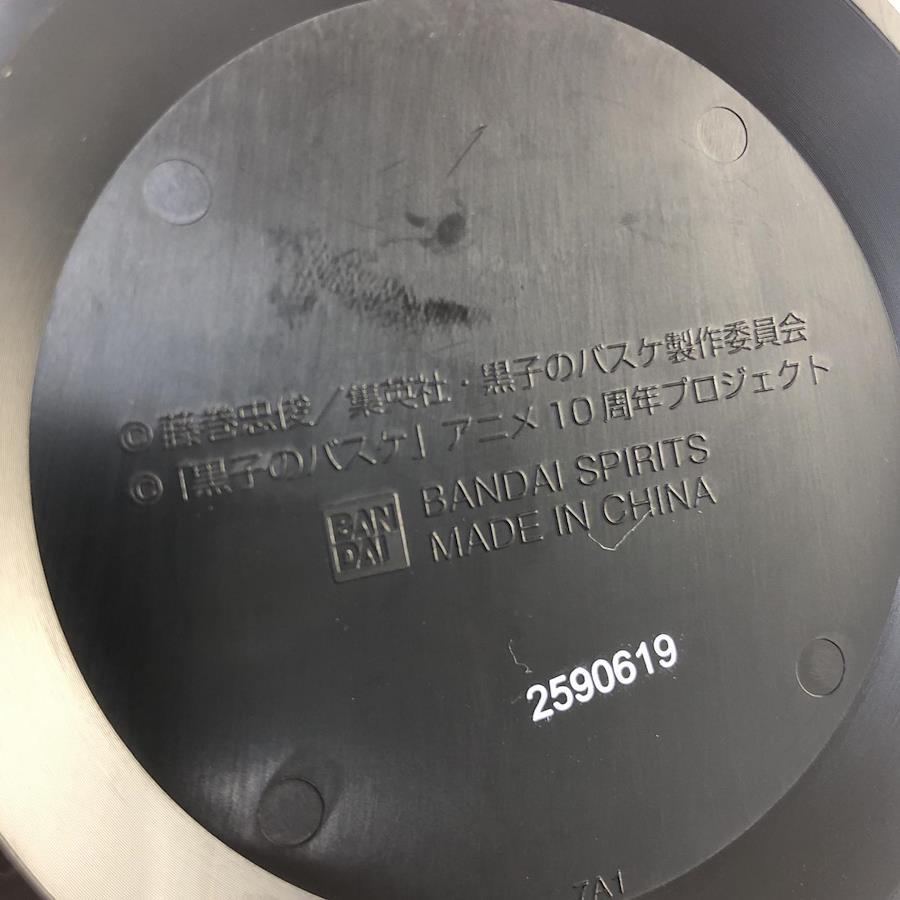 © 藤巻忠俊／集英社・黒子のバスケ製作委員会
© 「黒子のバスケ」アニメ10周年プロジェクト
BAN
DAI
BANDAI SPIRITS
MADE IN CHINA
2590619
7A1